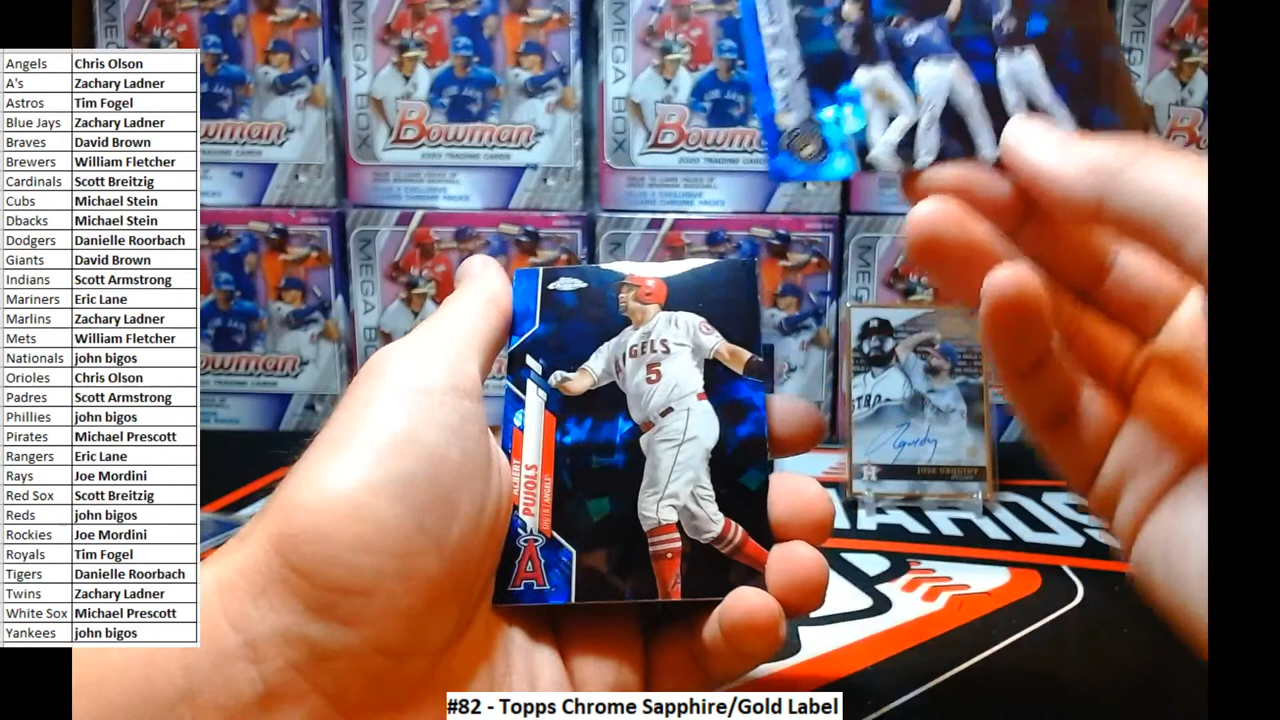 Angels Chris Olson
A's Zachary Ladner
Astros Tim Fogel
Blue Jays Zachary Ladner
Braves David Brown
Brewers William Fletcher
Cardinals Scott Breitzig
Cubs Michael Stein
Dbacks Michael Stein
Dodgers Danielle Roorbach
Giants David Brown
Indians Scott Armstrong
Mariners Eric Lane
Marlins Zachary Ladner
Mets William Fletcher
Nationals john bigos
Orioles Chris Olson
Padres Scott Armstrong
Phillies john bigos
Pirates Michael Prescott
Rangers Eric Lane
Rays Joe Mordini
Red Sox Scott Breitzig
Reds john bigos
Rockies Joe Mordini
Royals Tim Fogel
Tigers Danielle Roorbach
Twins Zachary Ladner
White Sox Michael Prescott
Yankees john bigos
MEGA BOX
Bowman
2020 TRADING CARDS
MEGA BOX
Bowman
ANGELS
5
ALBERT
PUJOLS
ANGELS
A
JOSE URQUIDY
#82 - Topps Chrome Sapphire/Gold Label